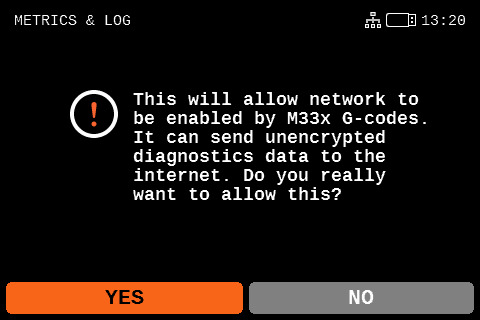 METRICS & LOG
13:20
This will allow network to
be enabled by M33x G-codes.
It can send unencrypted
diagnostics data to the
internet. Do you really
want to allow this?
YES
NO